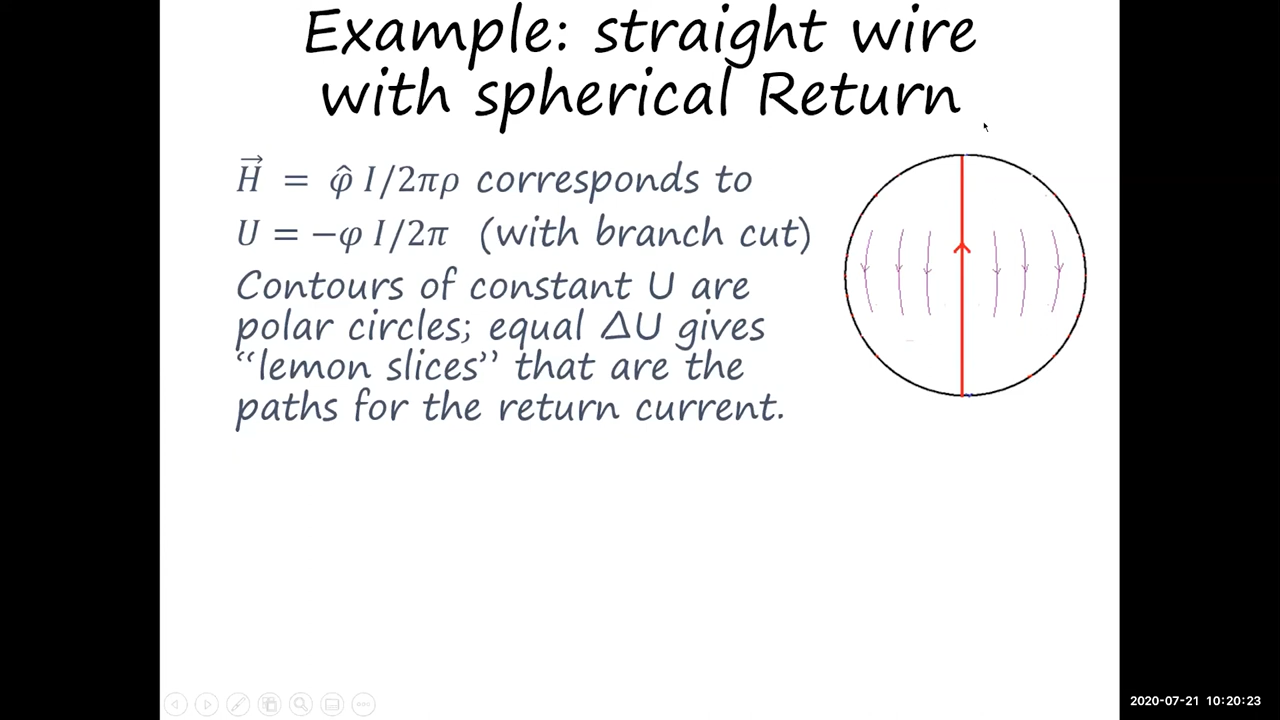 Example: straight wire
with spherical Return
H⃗ = φ̂ I/2πρ corresponds to
U = −φ I/2π (with branch cut)
Contours of constant U are
polar circles; equal ΔU gives
“lemon slices” that are the
paths for the return current.
2020-07-21 10:20:23